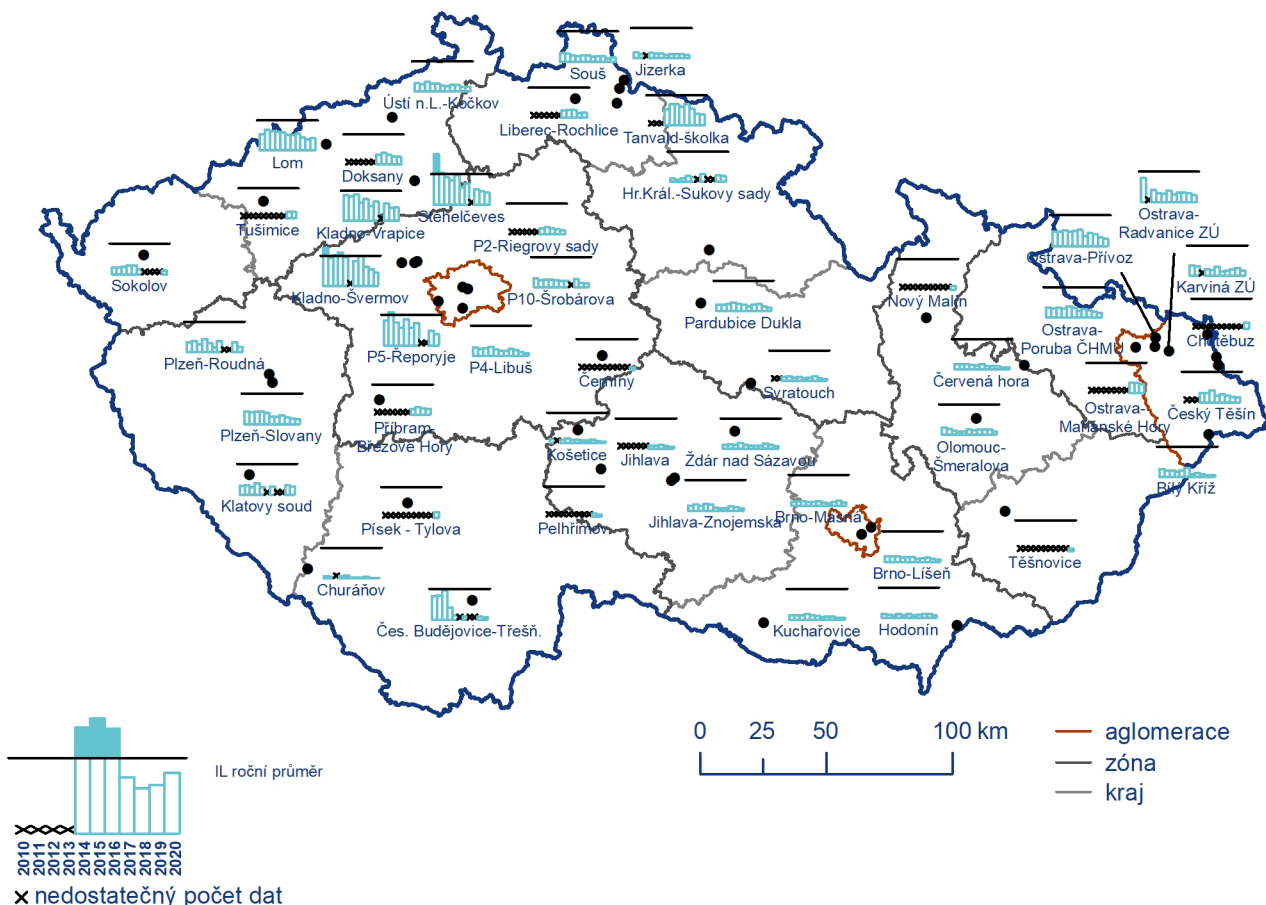 Souš
Jizerka
Ústí n.L.-Kočkov
Liberec-Rochlice
Tanvald-školka
Lom
Doksany
Hr.Král.-Sukovy sady
Ostrava-
Radvanice ZÚ
Tušimice
Kladno-Vrapice
Stehelčeves
P2-Riegrovy sady
Ostrava-Přívoz
Sokolov
Kladno-Švermov
P10-Šrobárova
Nový Malín
Karviná ZÚ
Pardubice Dukla
Ostrava-
Poruba ČHMÚ
Chotěbuz
Plzeň-Roudná
P5-Řeporyje
P4-Libuš
Čermíny
Svratouch
Červená hora
Ostrava-
Mariánské Hory
Český Těšín
Plzeň-Slovany
Příbram-
Březové Hory
Košetice
Jihlava
Ždár nad Sázavou
Olomouc-
Šmeralova
Bílý Kříž
Klatovy soud
Písek - Tylova
Pelhřimov
Jihlava-Znojemská
Brno-Masná
Těšnovice
Churáňov
Brno-Líšeň
Čes. Budějovice-Třešň.
Kuchařovice
Hodonín
IL roční průměr
2010
2011
2012
2013
2014
2015
2016
2017
2018
2019
2020
nedostatečný počet dat
0 25 50 100 km
aglomerace
zóna
kraj